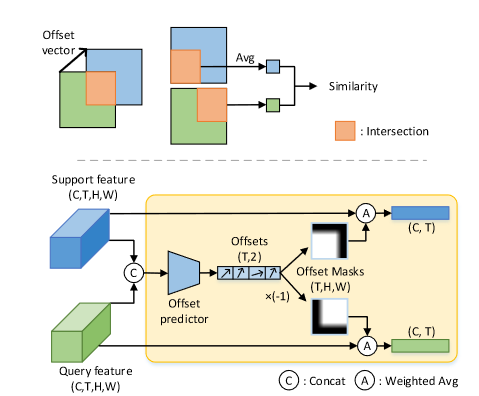 Offset
vector
Avg
Similarity
: Intersection
Support feature
(C,T,H,W)
A
(C, T)
Offsets
(T,2)
C
Offset Masks
(T,H,W)
×(-1)
Offset
predictor
(C, T)
A
Query feature
(C,T,H,W)
C : Concat A : Weighted Avg